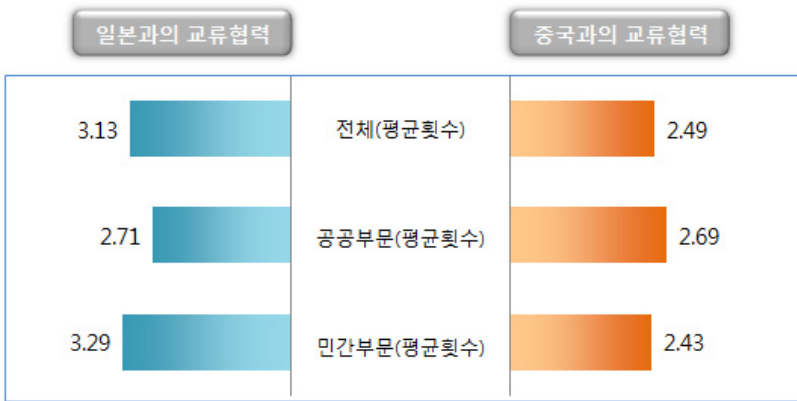 일본과의 교류협력
중국과의 교류협력
3.13
전체(평균횟수)
2.49
2.71
공공부문(평균횟수)
2.69
3.29
민간부문(평균횟수)
2.43